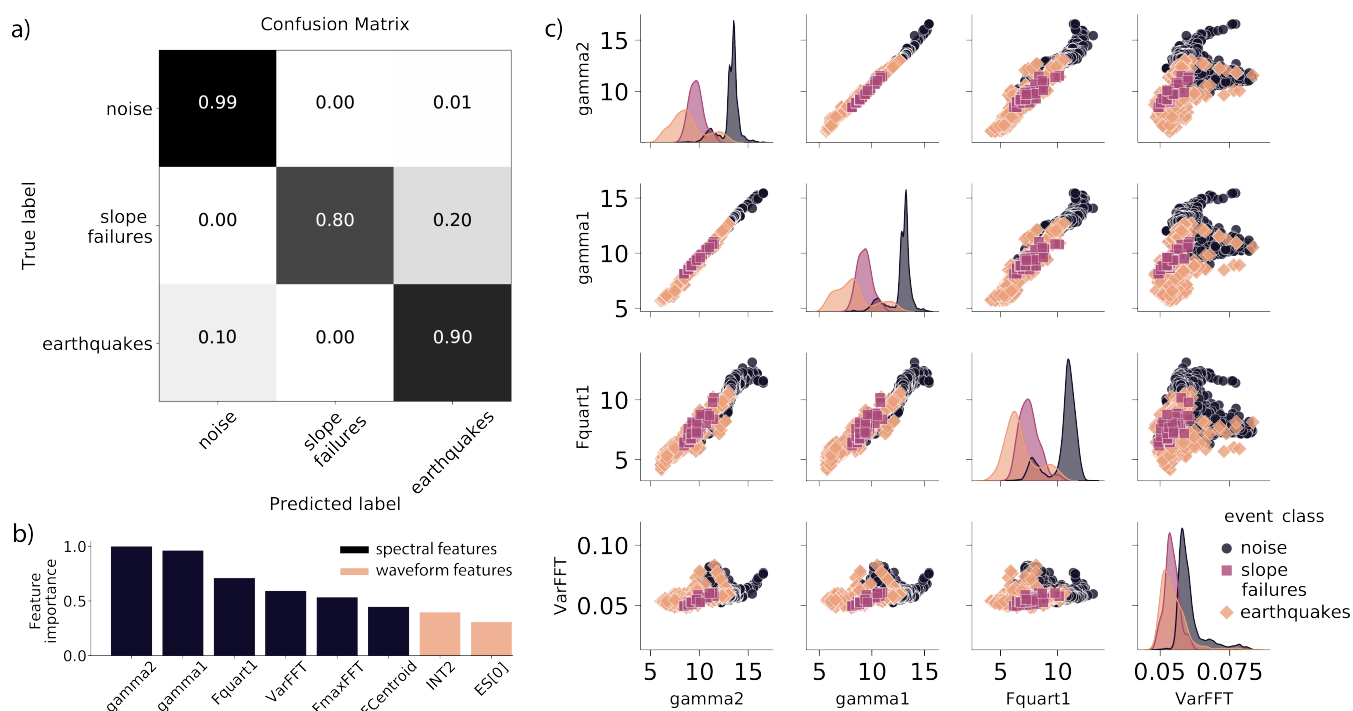 a)
Confusion Matrix
True label
noise
0.99
0.00
0.01
slope
failures
0.00
0.80
0.20
earthquakes
0.10
0.00
0.90
noise
slope
failures
earthquakes
Predicted label
b)
Feature
importance
1.0
0.5
0.0
spectral features
waveform features
gamma2
gamma1
Fquart1
VarFFT
FmaxFFT
FCentroid
INT2
ES[0]
c)
gamma2
15
10
gamma1
15
10
5
Fquart1
10
5
VarFFT
0.10
0.05
5 10 15
gamma2
5 10 15
gamma1
5 10
Fquart1
0.05 0.075
VarFFT
event class
noise
slope
failures
earthquakes